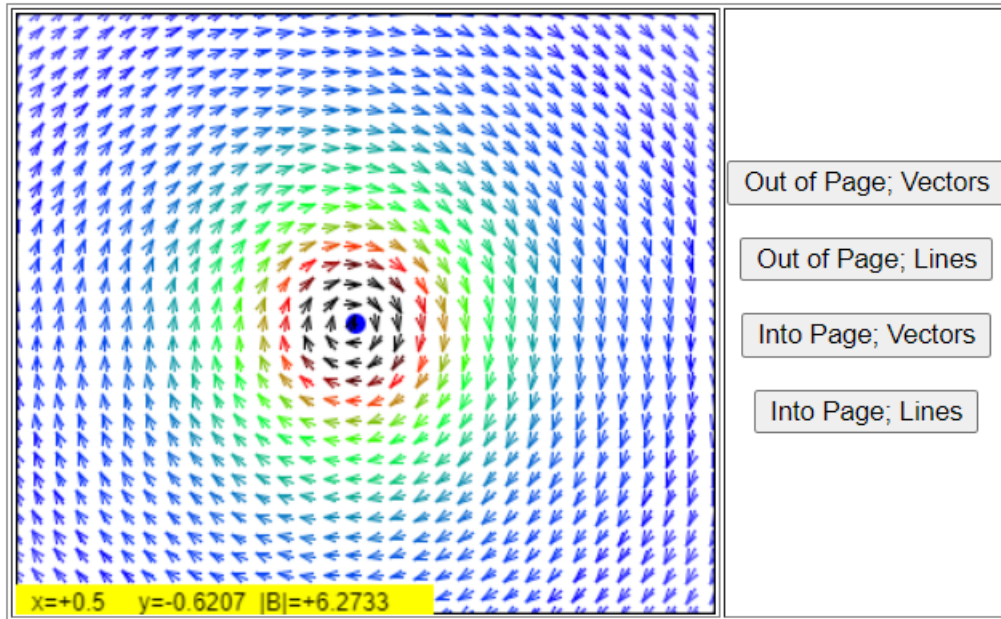 Out of Page; Vectors
Out of Page; Lines
Into Page; Vectors
Into Page; Lines
x=+0.5 y=-0.6207 |B|=+6.2733